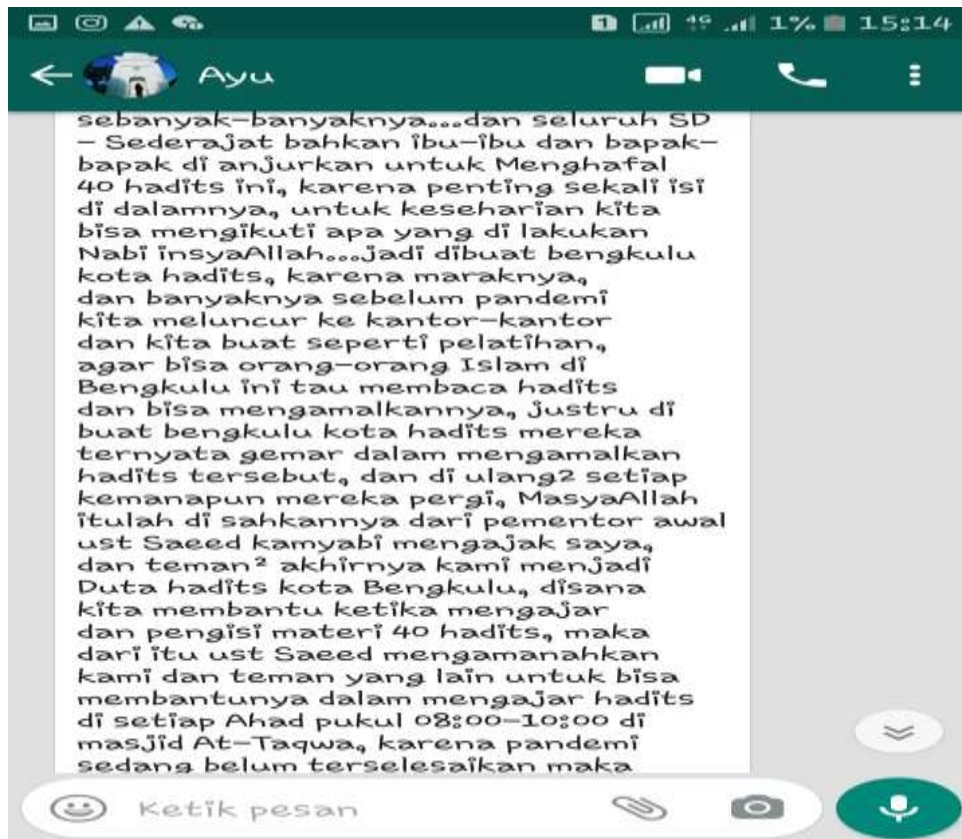 1 4G 1% 15:14
Ayu
sebanyak-banyaknya...dan seluruh SD
- Sederajat bahkan ibu-ibu dan bapak-
bapak di anjurkan untuk Menghafal
40 hadits ini, karena penting sekali isi
di dalamnya, untuk keseharian kita
bisa mengikuti apa yang di lakukan
Nabi insyaAllah...jadi dibuat bengkulu
kota hadits, karena maraknya,
dan banyaknya sebelum pandemi
kita meluncur ke kantor-kantor
dan kita buat seperti pelatihan,
agar bisa orang-orang Islam di
Bengkulu ini tau membaca hadits
dan bisa mengamalkannya, justru di
buat bengkulu kota hadits mereka
ternyata gemar dalam mengamalkan
hadits tersebut, dan di ulang2 setiap
kemanapun mereka pergi, MasyaAllah
itulah di sahkannya dari pementor awal
ust Saeed kamyabi mengajak saya,
dan teman² akhirnya kami menjadi
Duta hadits kota Bengkulu, disana
kita membantu ketika mengajar
dan pengisi materi 40 hadits, maka
dari itu ust Saeed mengamanahkan
kami dan teman yang lain untuk bisa
membantunya dalam mengajar hadits
di setiap Ahad pukul 08:00-10:00 di
masjid At-Taqwa, karena pandemi
sedang belum terselesaikan maka
Ketik pesan